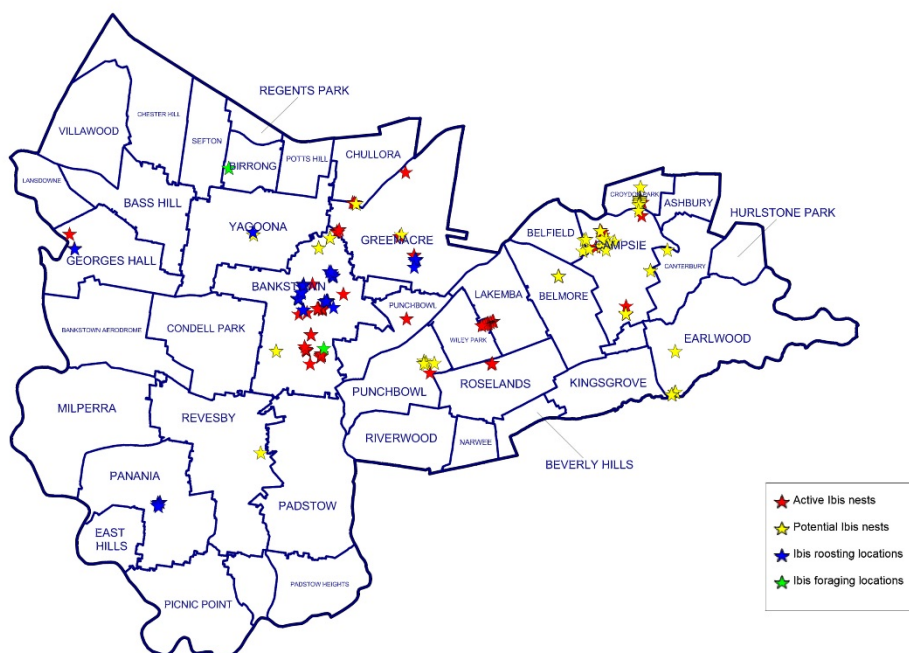 REGENTS PARK
CHESTER HILL
VILLAWOOD
SEFTON
BIRRONG
POTTS HILL
CHULLORA
LANSDOWNE
BASS HILL
CROYDON PARK
ASHBURY
HURLSTONE PARK
YAGOONA
GREENACRE
BELFIELD
CAMPSIE
GEORGES HALL
CANTERBURY
BANKSTOWN
LAKEMBA
BELMORE
PUNCHBOWL
BANKSTOWN AERODROME
CONDELL PARK
WILEY PARK
EARLWOOD
PUNCHBOWL
ROSELANDS
KINGSGROVE
MILPERRA
REVESBY
RIVERWOOD
NARWEE
BEVERLY HILLS
PANANIA
PADSTOW
EAST
HILLS
PADSTOW HEIGHTS
PICNIC POINT
Active Ibis nests
Potential Ibis nests
Ibis roosting locations
Ibis foraging locations